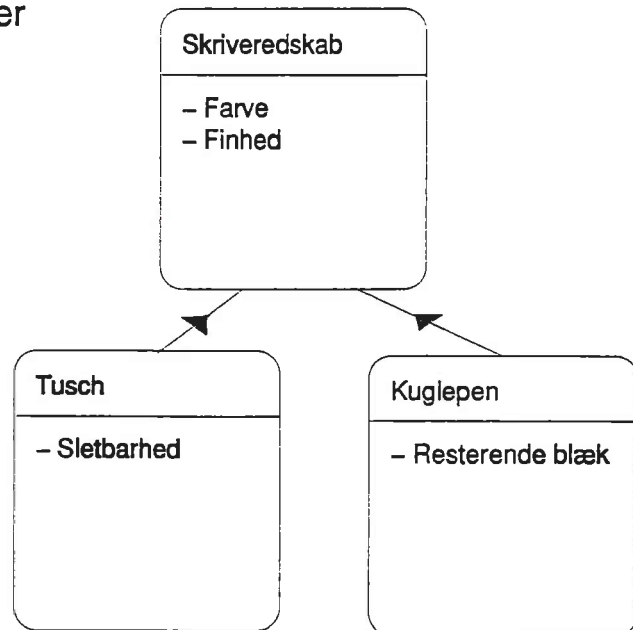 er
Skriveredskab
– Farve
– Finhed
Tusch
– Sletbarhed
Kuglepen
– Resterende blæk